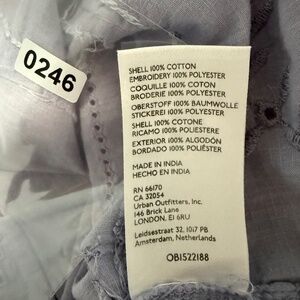 0246
SHELL 100% COTTON
EMBROIDERY 100% POLYESTER
COQUILLE 100% COTON
BRODERIE 100% POLYESTER
OBERSTOFF 100% BAUMWOLLE
STICKEREI 100% POLYESTER
SHELL 100% COTONE
RICAMO 100% POLIESTERE
EXTERIOR 100% ALGODÓN
BORDADO 100% POLIÉSTER
MADE IN INDIA
HECHO EN INDIA
RN 66170
CA 32054
Urban Outfitters, Inc.
146 Brick Lane
LONDON, E1 6RU
Leidsestraat 32, 1017 PB
Amsterdam, Netherlands
OB1522188